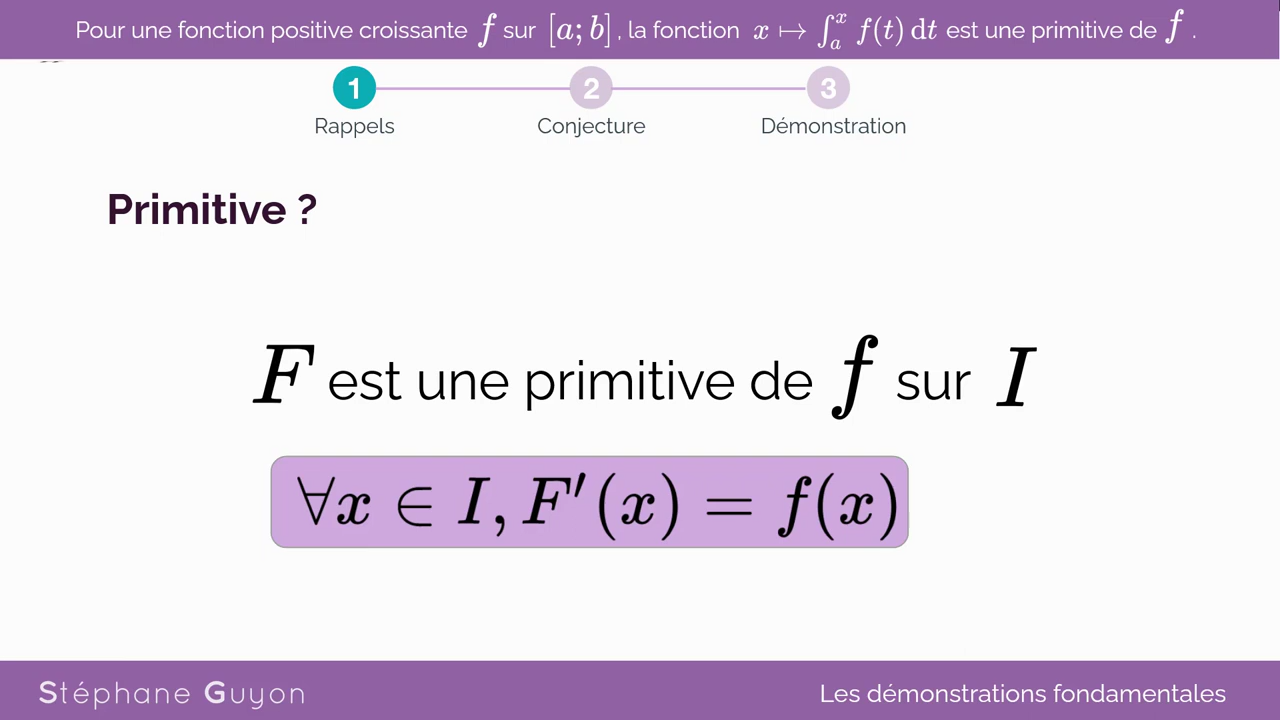 Pour une fonction positive croissante f sur [a; b], la fonction x ↦ ∫_a^x f(t) dt est une primitive de f .
1 2 3
Rappels Conjecture Démonstration
Primitive ?
F est une primitive de f sur I
∀x ∈ I, F′(x) = f(x)
Stéphane Guyon Les démonstrations fondamentales